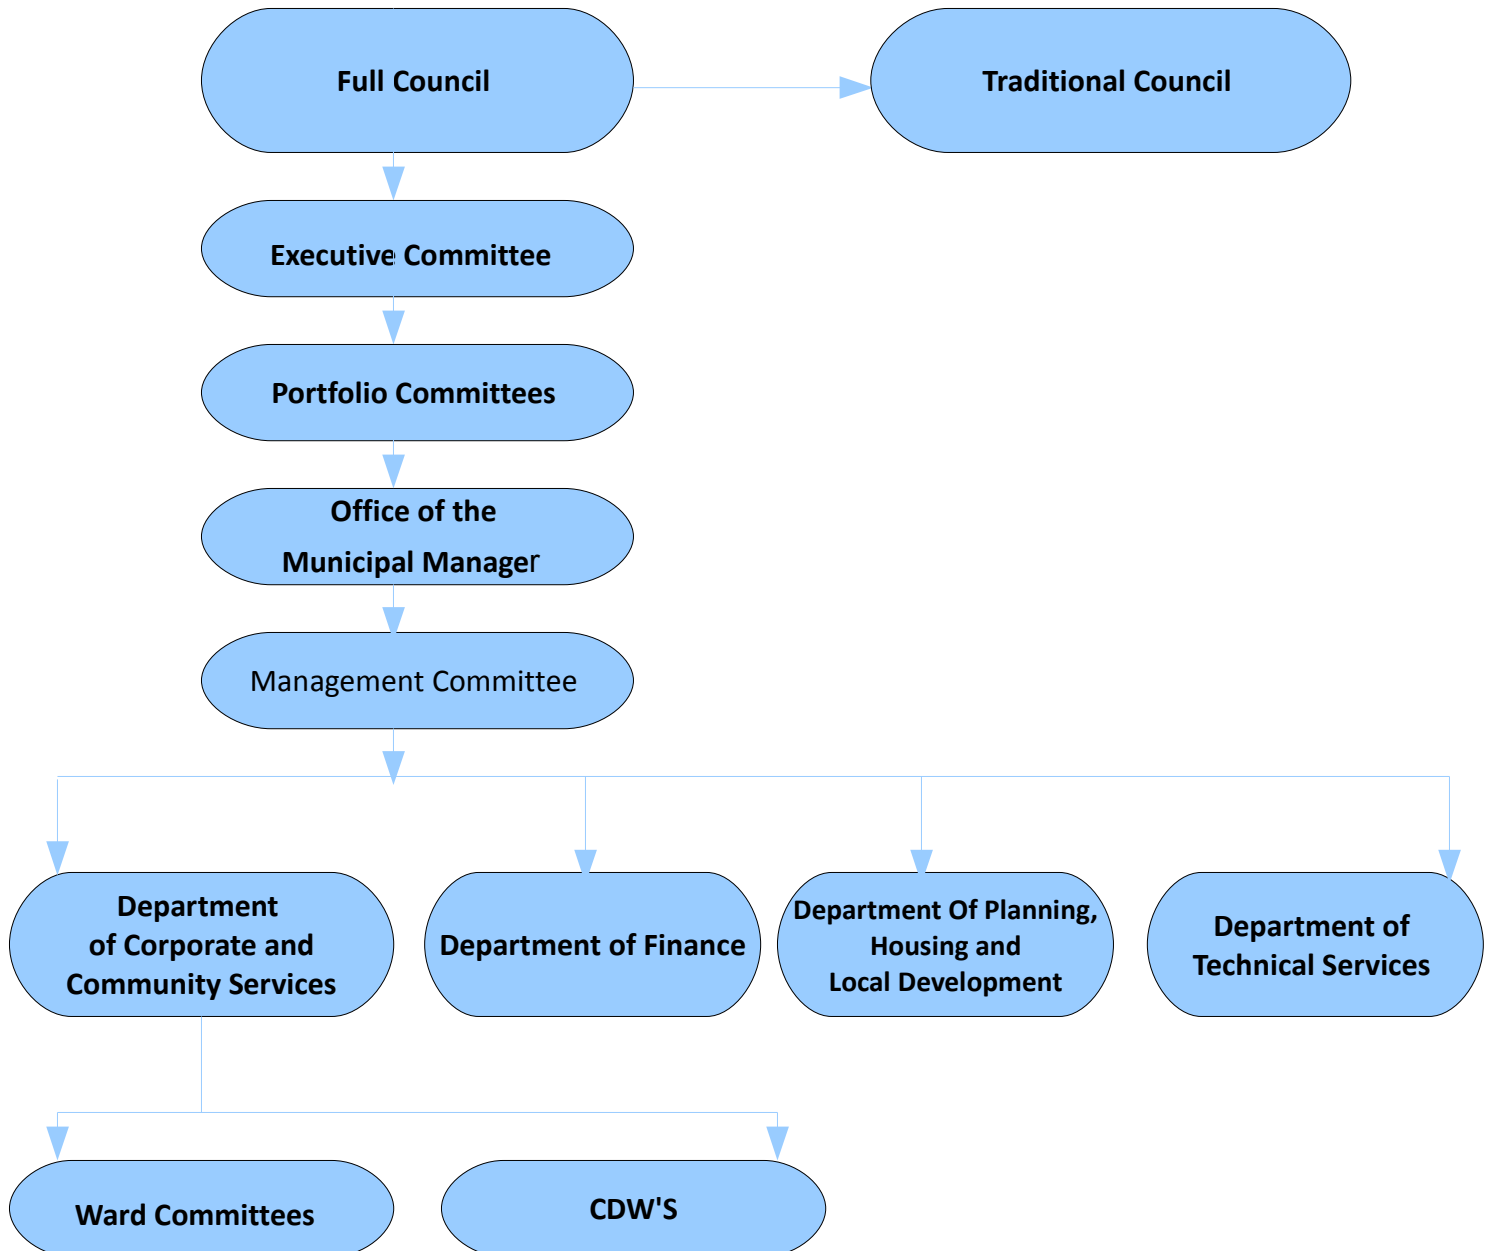 Full Council
Traditional Council
Executive Committee
Portfolio Committees
Office of the
Municipal Manager
Management Committee
Department
of Corporate and
Community Services
Department of Finance
Department Of Planning,
Housing and
Local Development
Department of
Technical Services
Ward Committees
CDW'S